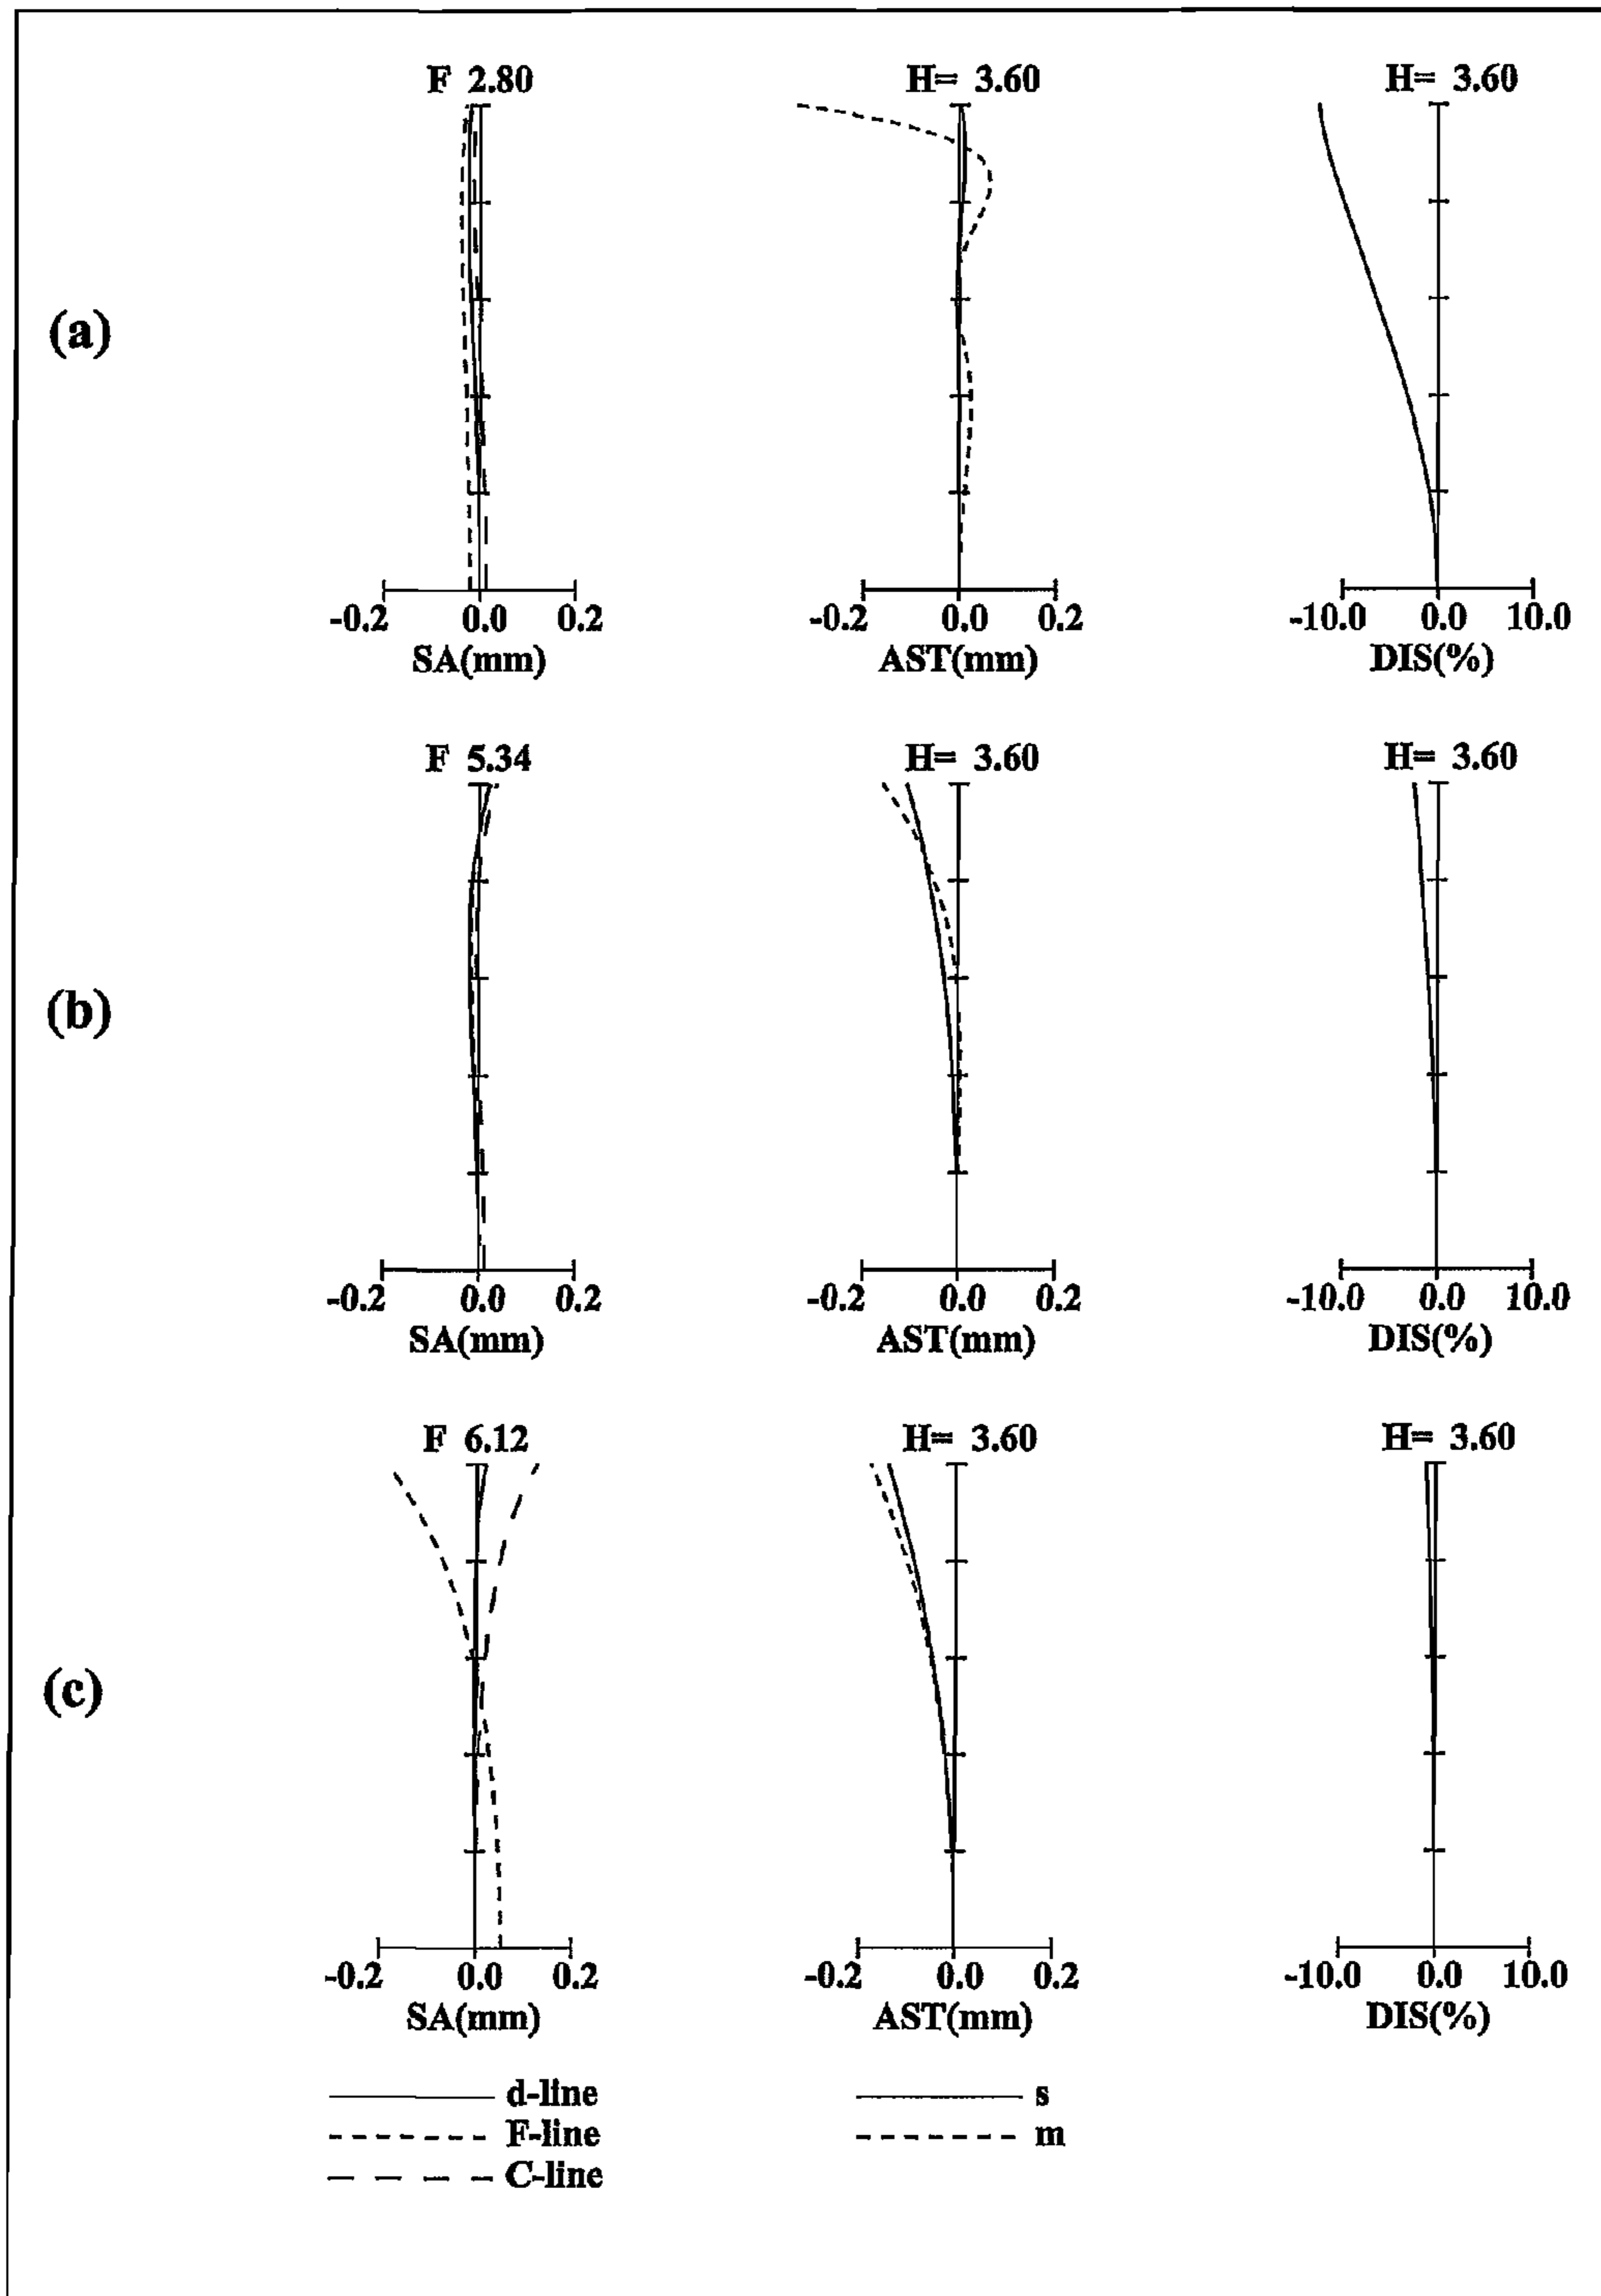 F 2.80 H= 3.60 H= 3.60
(a)
-0.2 0.0 0.2 -0.2 0.0 0.2 -10.0 0.0 10.0
SA(mm) AST(mm) DIS(%)
F 5.34 H= 3.60 H= 3.60
(b)
-0.2 0.0 0.2 -0.2 0.0 0.2 -10.0 0.0 10.0
SA(mm) AST(mm) DIS(%)
F 6.12 H= 3.60 H= 3.60
(c)
-0.2 0.0 0.2 -0.2 0.0 0.2 -10.0 0.0 10.0
SA(mm) AST(mm) DIS(%)
d-line s
F-line m
C-line